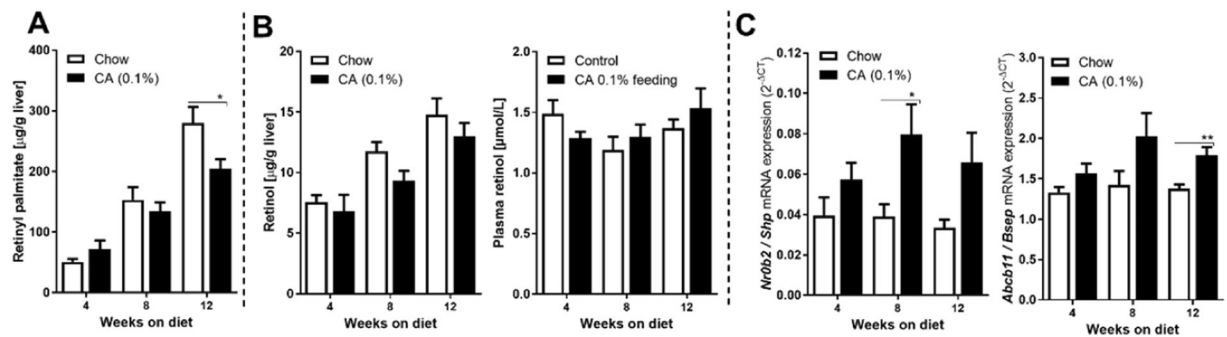 A
Retinyl palmitate [µg/g liver]
400
300
200
100
0
Chow
CA (0.1%)
*
4 8 12
Weeks on diet
B
Retinol [µg/g liver]
20
15
10
5
0
Chow
CA (0.1%)
4 8 12
Weeks on diet
Plasma retinol [µmol/L]
2.0
1.5
1.0
0.5
0.0
Control
CA 0.1% feeding
4 8 12
Weeks on diet
C
Nr0b2 / Shp mRNA expression (2^-ΔCT)
0.12
0.10
0.08
0.06
0.04
0.02
0.00
Chow
CA (0.1%)
*
4 8 12
Weeks on diet
Abcb11 / Bsep mRNA expression (2^-ΔCT)
3.0
2.5
2.0
1.5
1.0
0.5
0.0
Chow
CA (0.1%)
**
4 8 12
Weeks on diet